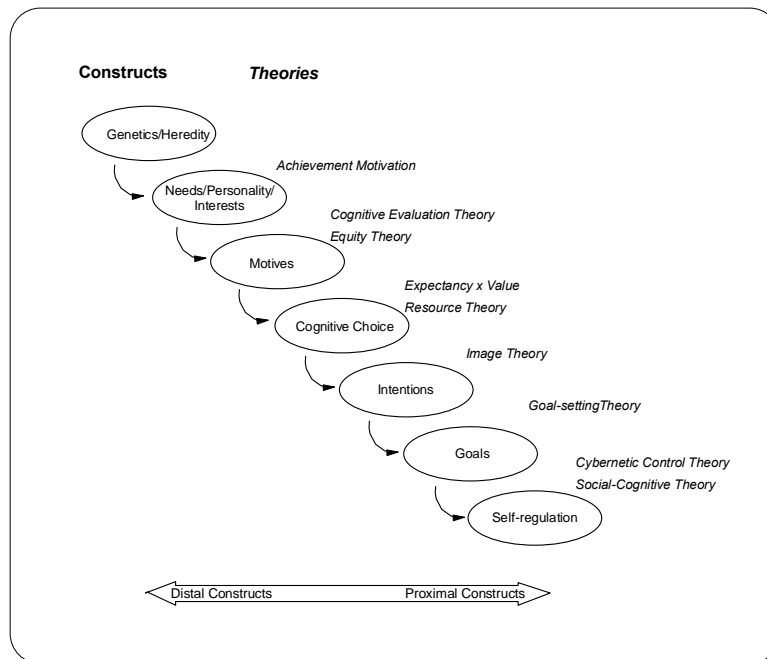 Constructs Theories
Genetics/Heredity
Achievement Motivation
Needs/Personality/
Interests
Cognitive Evaluation Theory
Equity Theory
Motives
Expectancy x Value
Resource Theory
Cognitive Choice
Image Theory
Intentions
Goal-settingTheory
Goals
Cybernetic Control Theory
Social-Cognitive Theory
Self-regulation
Distal Constructs Proximal Constructs